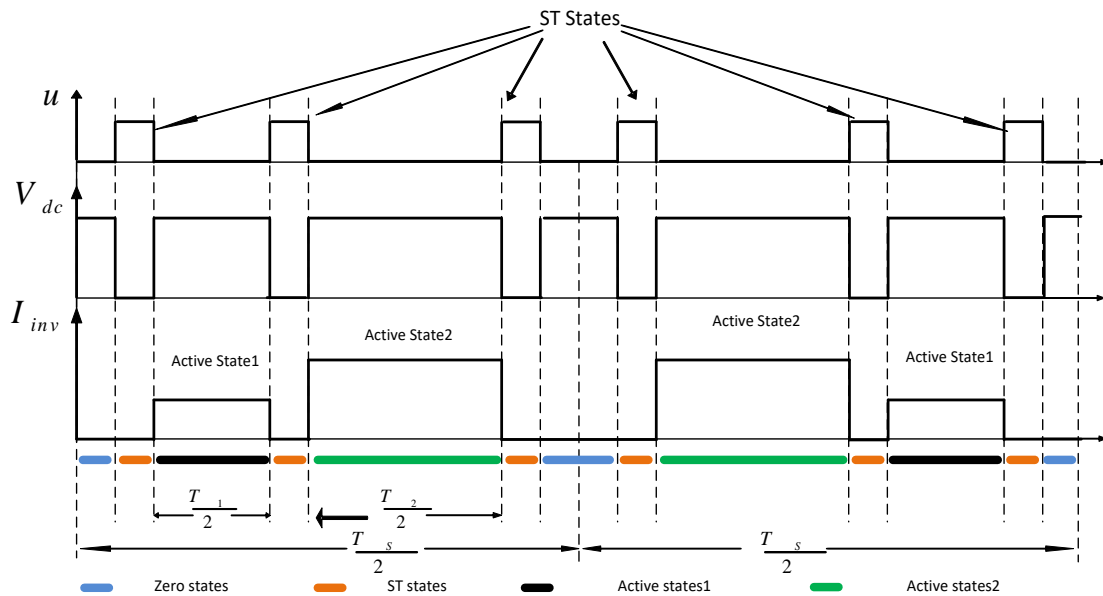 ST States
u
V dc
I inv
Active State1
Active State2
Active State2
Active State1
T 1
2
T 2
2
T S
2
T S
2
Zero states
ST states
Active states1
Active states2